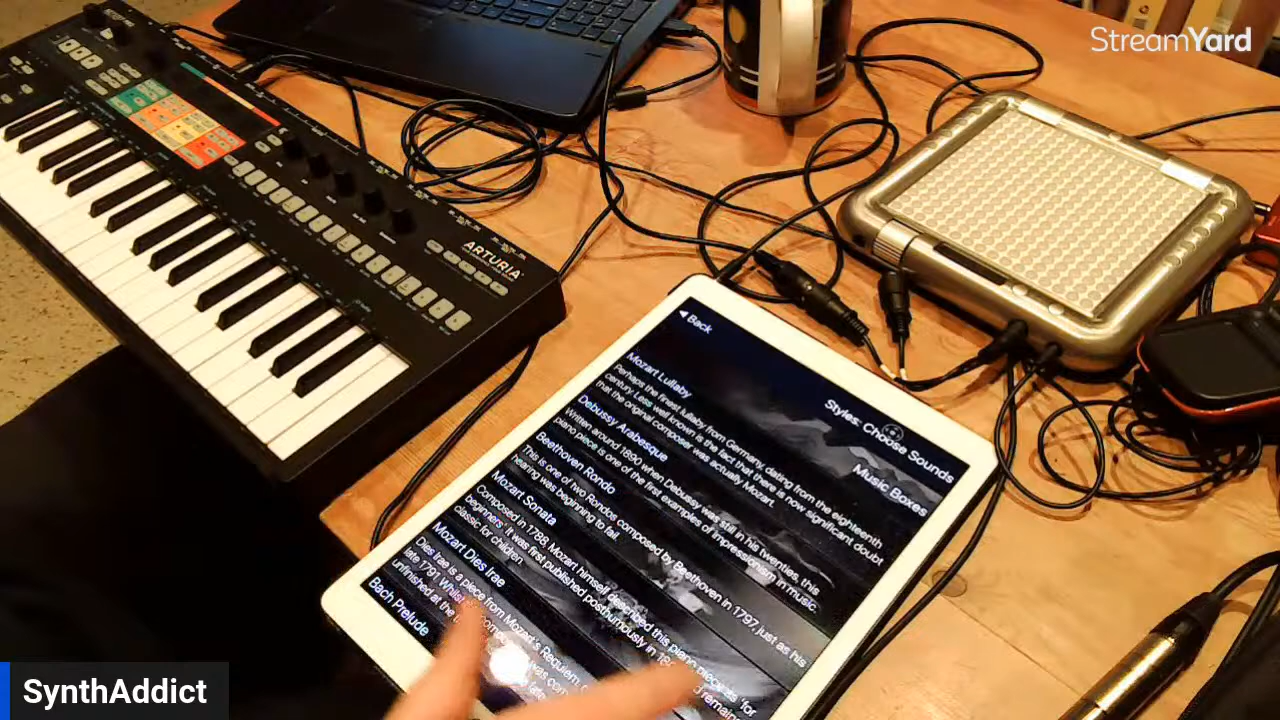 StreamYard
ARTURIA
Back
Styles: Choose Sounds
Music Boxes
Mozart Lullaby
Perhaps the finest lullaby from Germany, dating from the eighteenth
century. Less well known is the fact that there is now significant doubt
that the original composer was actually Mozart.
Debussy Arabesque
Written around 1890 when Debussy was still in his twenties, this
piano piece is one of the first examples of impressionism in music.
Beethoven Rondo
This is one of two Rondos composed by Beethoven in 1797, just as his
hearing was beginning to fail.
Mozart Sonata
Composed in 1788, Mozart himself described this piano piece as 'for
beginners'. It was first published posthumously in
classic for children.
Mozart Dies Irae
Dies Irae is a piece from Mozart's Requiem,
late 1791 whilst
unfinished at the
Bach Prelude
SynthAddict